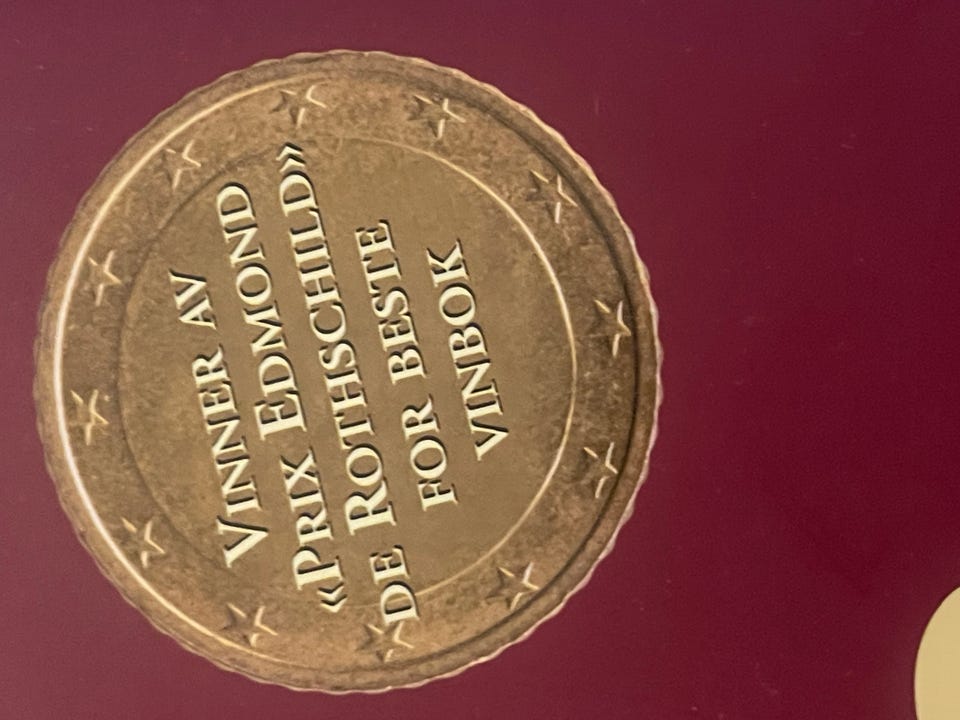 VINNER AV
«PRIX EDMOND
DE ROTHSCHILD»
FOR BESTE
VINBOK